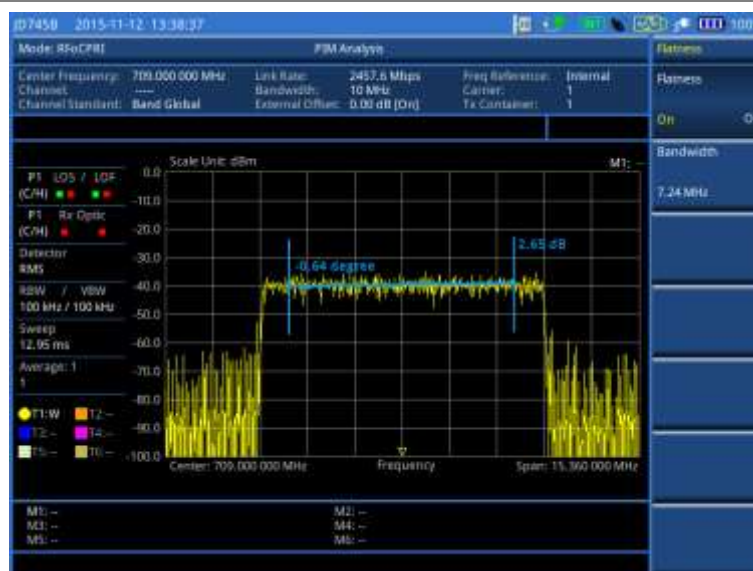 JD745B 2015-11-12 13:38:37
INT
100
Mode: RFoCPRI
PIM Analysis
Flatness
Center Frequency: 709.000 000 MHz
Link Rate: 2457.6 Mbps
Freq Reference: Internal
Channel: ----
Bandwidth: 10 MHz
Carrier: 1
Channel Standard: Band Global
External Offset: 0.00 dB [On]
Tx Container: 1
Flatness
On O
Bandwidth
7.24 MHz
Scale Unit: dBm
M1: --
P1 LOS / LOF
(C/H)
P1 Rx Optic
(C/H)
Detector
RMS
RBW / VBW
100 kHz / 100 kHz
Sweep
12.95 ms
Average: 1
1
T1:W T2:--
T3:-- T4:--
T5:-- T6:--
0.0
-10.0
-20.0
-30.0
-40.0
-50.0
-60.0
-70.0
-80.0
-90.0
-100.0
-0.64 degree
2.65 dB
Center: 709.000 000 MHz
Frequency
Span: 15.360 000 MHz
M1: --
M2: --
M3: --
M4: --
M5: --
M6: --